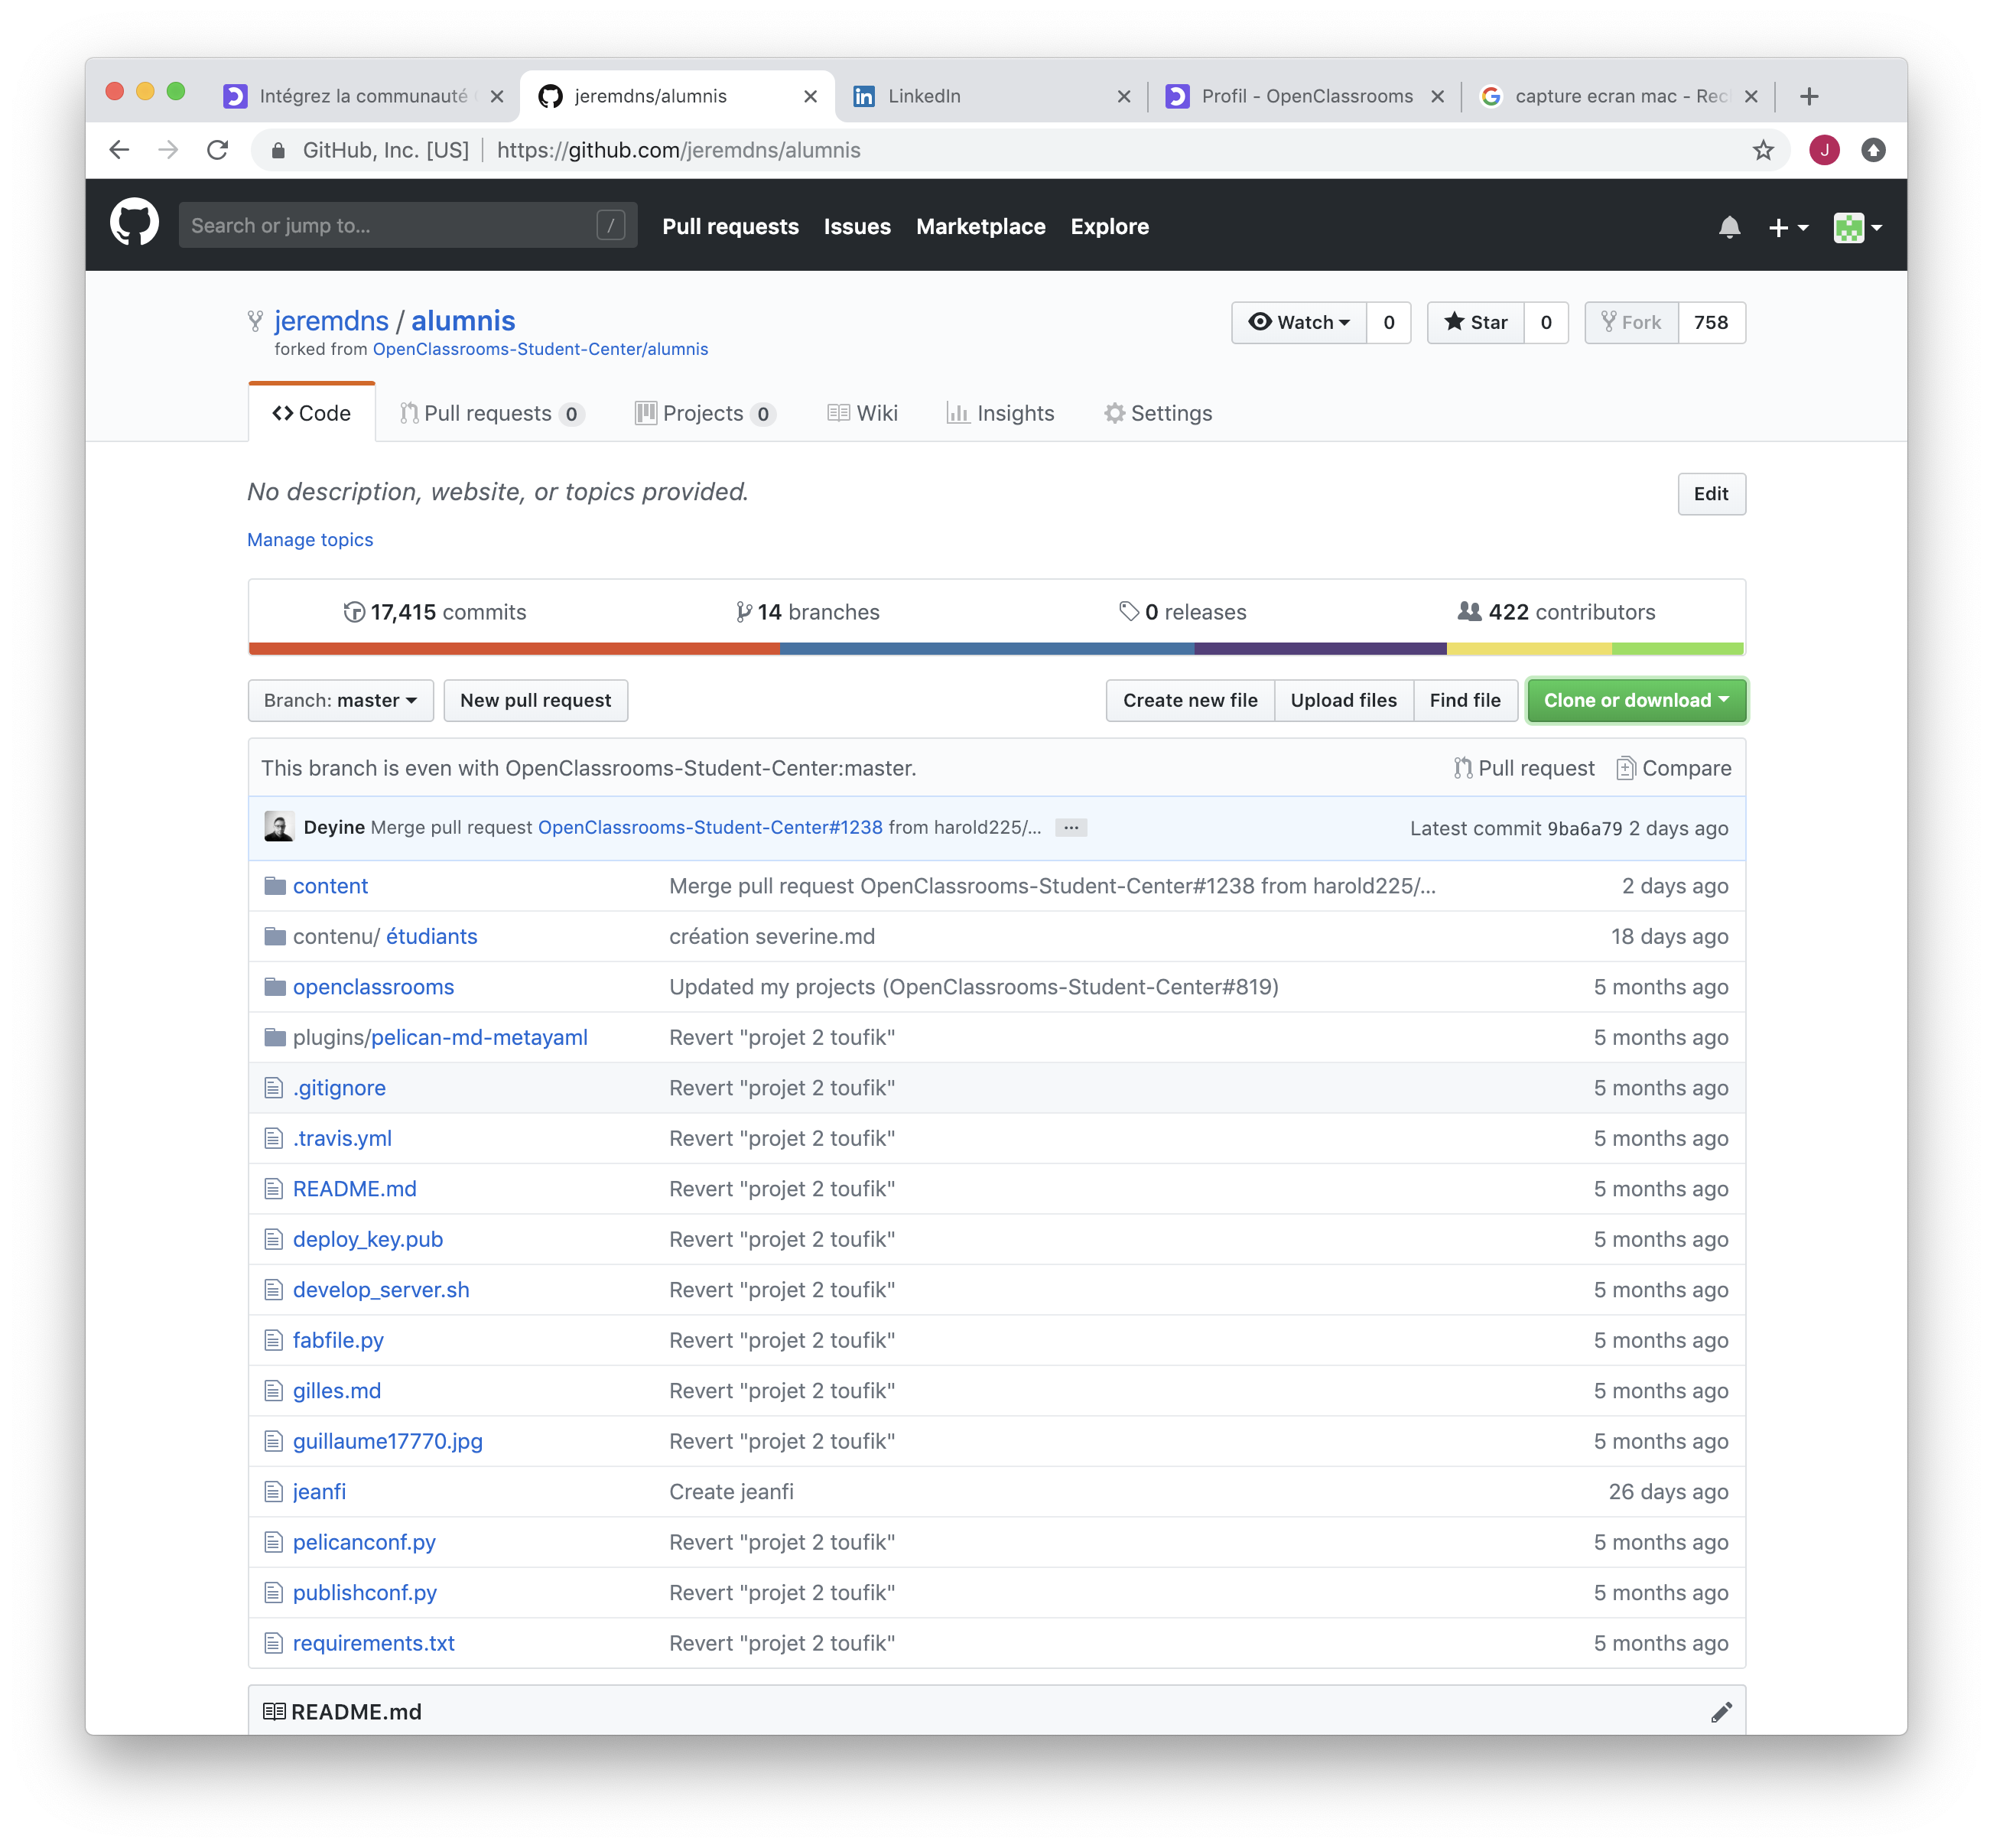 Intégrez la communauté
jeremdns/alumnis
LinkedIn
Profil - OpenClassrooms
capture ecran mac - Rec
GitHub, Inc. [US] https://github.com/jeremdns/alumnis
J
Search or jump to... /
Pull requests Issues Marketplace Explore
jeremdns / alumnis
Watch 0 Star 0 Fork 758
forked from OpenClassrooms-Student-Center/alumnis
Code Pull requests 0 Projects 0 Wiki Insights Settings
No description, website, or topics provided.
Edit
Manage topics
17,415 commits 14 branches 0 releases 422 contributors
Branch: master New pull request Create new file Upload files Find file Clone or download
This branch is even with OpenClassrooms-Student-Center:master. Pull request Compare
Deyine Merge pull request OpenClassrooms-Student-Center#1238 from harold225/... ... Latest commit 9ba6a79 2 days ago
content Merge pull request OpenClassrooms-Student-Center#1238 from harold225/... 2 days ago
contenu/ étudiants création severine.md 18 days ago
openclassrooms Updated my projects (OpenClassrooms-Student-Center#819) 5 months ago
plugins/pelican-md-metayaml Revert "projet 2 toufik" 5 months ago
.gitignore Revert "projet 2 toufik" 5 months ago
.travis.yml Revert "projet 2 toufik" 5 months ago
README.md Revert "projet 2 toufik" 5 months ago
deploy_key.pub Revert "projet 2 toufik" 5 months ago
develop_server.sh Revert "projet 2 toufik" 5 months ago
fabfile.py Revert "projet 2 toufik" 5 months ago
gilles.md Revert "projet 2 toufik" 5 months ago
guillaume17770.jpg Revert "projet 2 toufik" 5 months ago
jeanfi Create jeanfi 26 days ago
pelicanconf.py Revert "projet 2 toufik" 5 months ago
publishconf.py Revert "projet 2 toufik" 5 months ago
requirements.txt Revert "projet 2 toufik" 5 months ago
README.md